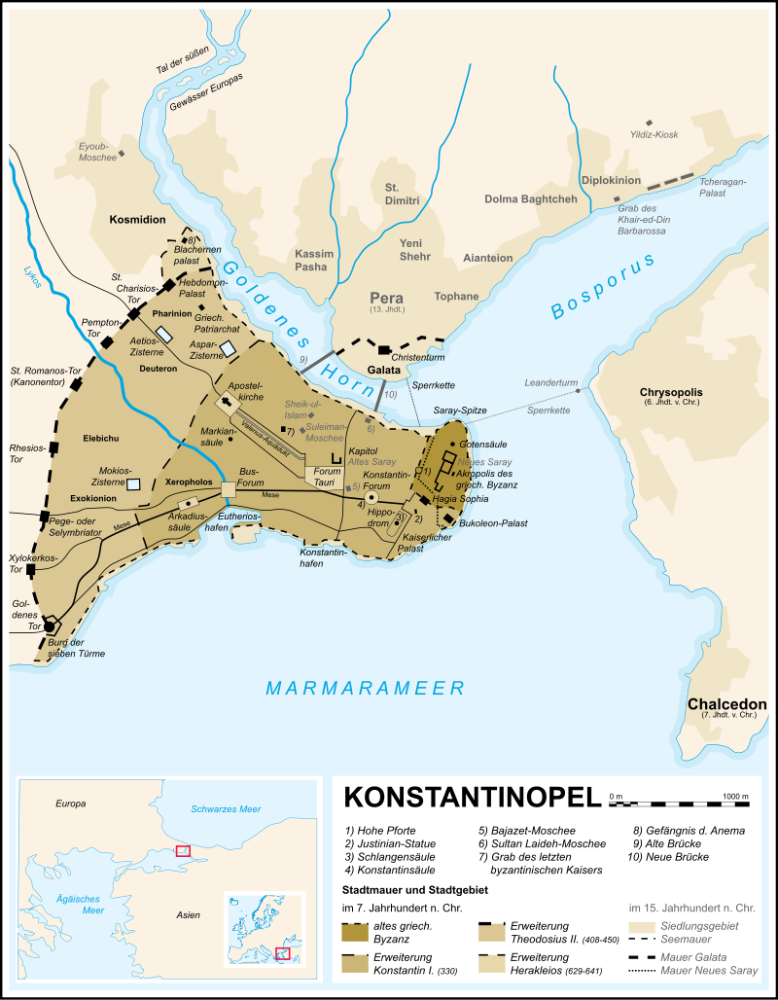 Tal der süßen
Gewässer Europas
Eyoub-
Moschee
Yildiz-Kiosk
Diplokinion
Tcheragan-
Palast
St.
Dimitri
Dolma Baghtcheh
Grab des
Khair-ed-Din
Barbarossa
Kosmidion
8)
Blachernen
palast
Kassim
Pasha
Yeni
Shehr
Aianteion
Lykos
St.
Charisios-
Tor
Hebdomon-
Palast
Goldenes Horn
Bosporus
Pera
(13. Jhdt.)
Tophane
Pharinion
Griech.
Patriarchat
Pempton-
Tor
Aetios-
Zisterne
Aspar-
Zisterne
Christenturm
9)
Galata
Deuteron
St. Romanos-Tor
(Kanonentor)
Sperrkette
10)
Leanderturm
Chrysopolis
(6. Jhdt. v. Chr.)
Apostel-
kirche
Sheik-ul-
Islam
Sperrkette
Saray-Spitze
Elebichu
Markian-
säule
Valenus-Aquädukt
7)
Suleiman-
Moschee
6)
Gotensäule
Rhesios-
Tor
Kapitol
Altes Saray
Neues Saray
Mokios-
Zisterne
Xeropholos
Bus-
Forum
Forum
Tauri
Konstantin-
Forum
1)
Akropolis des
griech. Byzanz
5)
Exokionion
Mese
4)
Hagia Sophia
Pege- oder
Selymbriator
Mese
Arkadius-
säule
Eutherios-
hafen
Hippo-
drom
3)
2)
Bukoleon-Palast
Kaiserlicher
Palast
Xylokerkos-
Tor
Konstantin-
hafen
Gol-
denes
Tor
Burg der
sieben Türme
MARMARAMEER
Chalcedon
(7. Jhdt. v. Chr.)
Europa
Schwarzes Meer
Ägäisches
Meer
Asien
KONSTANTINOPEL
0 m
1000 m
1) Hohe Pforte
2) Justinian-Statue
3) Schlangensäule
4) Konstantinsäule
5) Bajazet-Moschee
6) Sultan Laideh-Moschee
7) Grab des letzten
byzantinischen Kaisers
8) Gefängnis d. Anema
9) Alte Brücke
10) Neue Brücke
Stadtmauer und Stadtgebiet
im 7. Jahrhundert n. Chr.
im 15. Jahrhundert n. Chr.
altes griech.
Byzanz
Erweiterung
Konstantin I. (330)
Erweiterung
Theodosius II. (408-450)
Erweiterung
Herakleios (629-641)
Siedlungsgebiet
Seemauer
Mauer Galata
Mauer Neues Saray